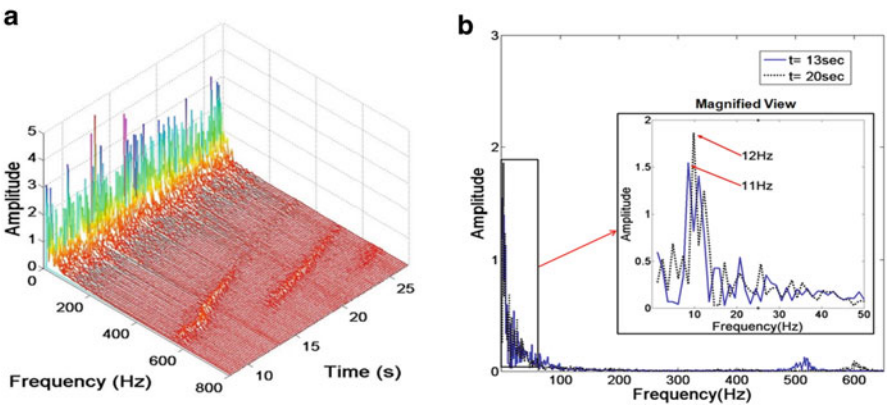 a
5
4
3
2
1
0
Amplitude
0
200
400
600
800
Frequency (Hz)
10
15
20
25
Time (s)
b
3
2
1
0
Amplitude
100
200
300
400
500
600
Frequency(Hz)
t= 13sec
t= 20sec
Magnified View
2
1.5
1
0.5
0
Amplitude
12Hz
11Hz
10
20
30
40
50
Frequency(Hz)